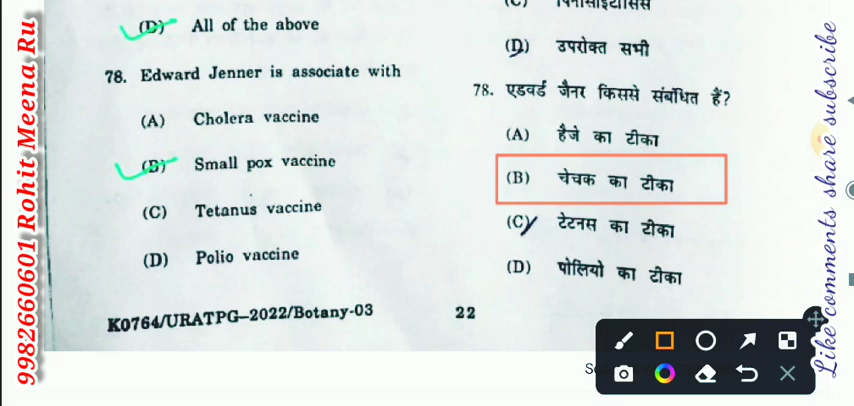 (D) All of the above
78. Edward Jenner is associate with
(A) Cholera vaccine
(B) Small pox vaccine
(C) Tetanus vaccine
(D) Polio vaccine
K0764/URATPG–2022/Botany-03
22
(D) उपरोक्त सभी
78. एडवर्ड जैनर किससे संबंधित हैं?
(A) हैजे का टीका
(B) चेचक का टीका
(C) टेटनस का टीका
(D) पोलियो का टीका
9982660601 Rohit Meena Ru
Like comments share subscribe